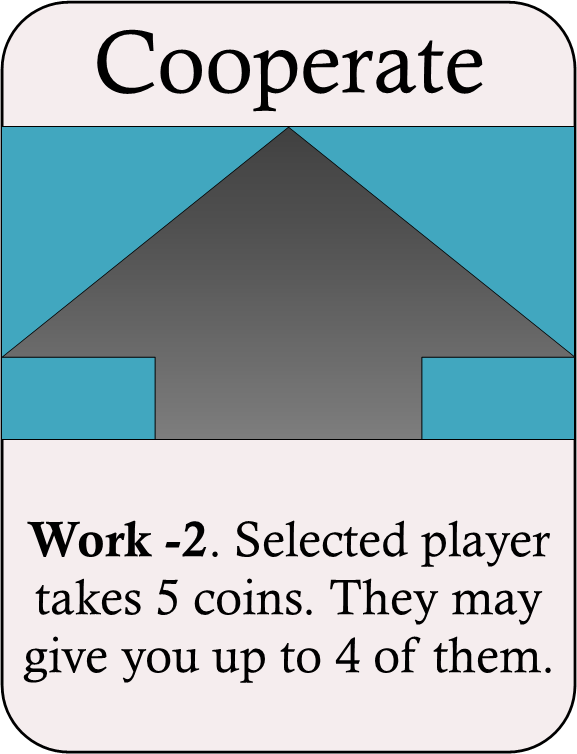 Cooperate
Work -2. Selected player
takes 5 coins. They may
give you up to 4 of them.